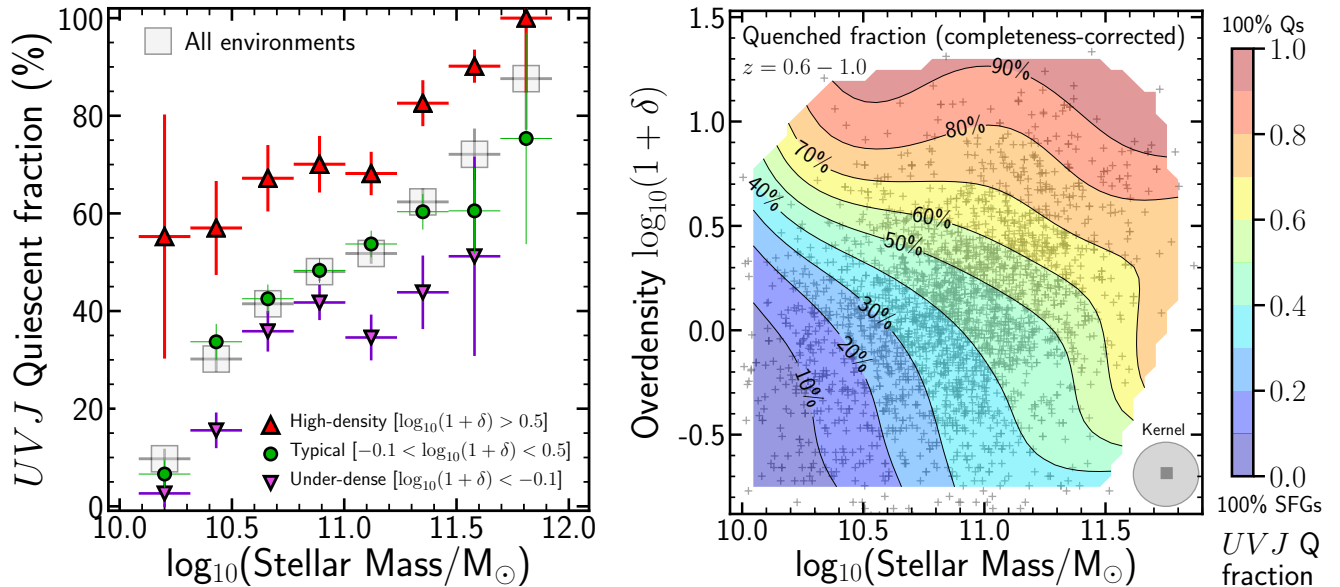 UVJ Quiescent fraction (%)
100
80
60
40
20
0
All environments
High-density [log₁₀(1 + δ) > 0.5]
Typical [−0.1 < log₁₀(1 + δ) < 0.5]
Under-dense [log₁₀(1 + δ) < −0.1]
10.0 10.5 11.0 11.5 12.0
log₁₀(Stellar Mass/M⊙)
Overdensity log₁₀(1 + δ)
1.5
1.0
0.5
0.0
-0.5
Quenched fraction (completeness-corrected)
z = 0.6 − 1.0
90%
80%
70%
40%
60%
50%
30%
20%
10%
Kernel
10.0 10.5 11.0 11.5
log₁₀(Stellar Mass/M⊙)
100% Qs
1.0
0.8
0.6
0.4
0.2
0.0
100% SFGs
UVJ Q
fraction